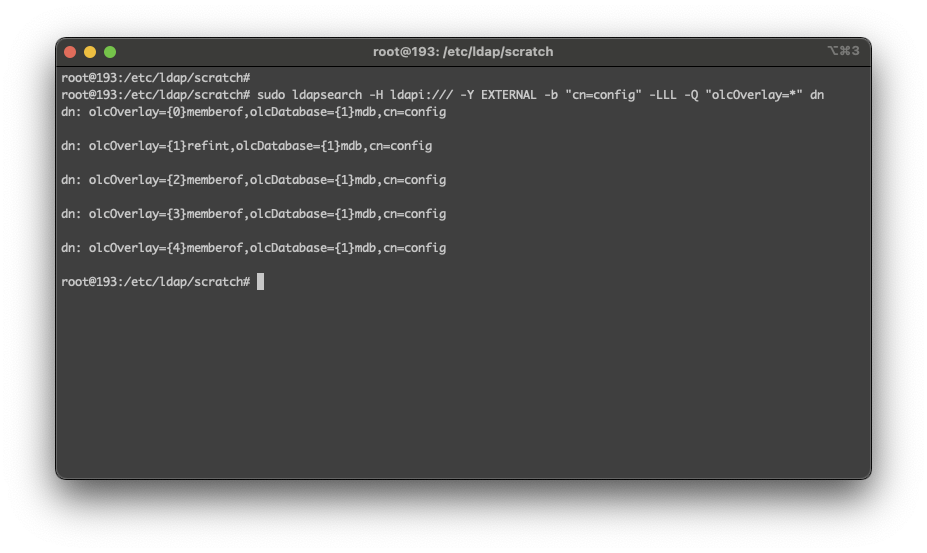 root@193: /etc/ldap/scratch
⌥⌘3
root@193:/etc/ldap/scratch#
root@193:/etc/ldap/scratch# sudo ldapsearch -H ldapi:/// -Y EXTERNAL -b "cn=config" -LLL -Q "olcOverlay=*" dn
dn: olcOverlay={0}memberof,olcDatabase={1}mdb,cn=config
dn: olcOverlay={1}refint,olcDatabase={1}mdb,cn=config
dn: olcOverlay={2}memberof,olcDatabase={1}mdb,cn=config
dn: olcOverlay={3}memberof,olcDatabase={1}mdb,cn=config
dn: olcOverlay={4}memberof,olcDatabase={1}mdb,cn=config
root@193:/etc/ldap/scratch#